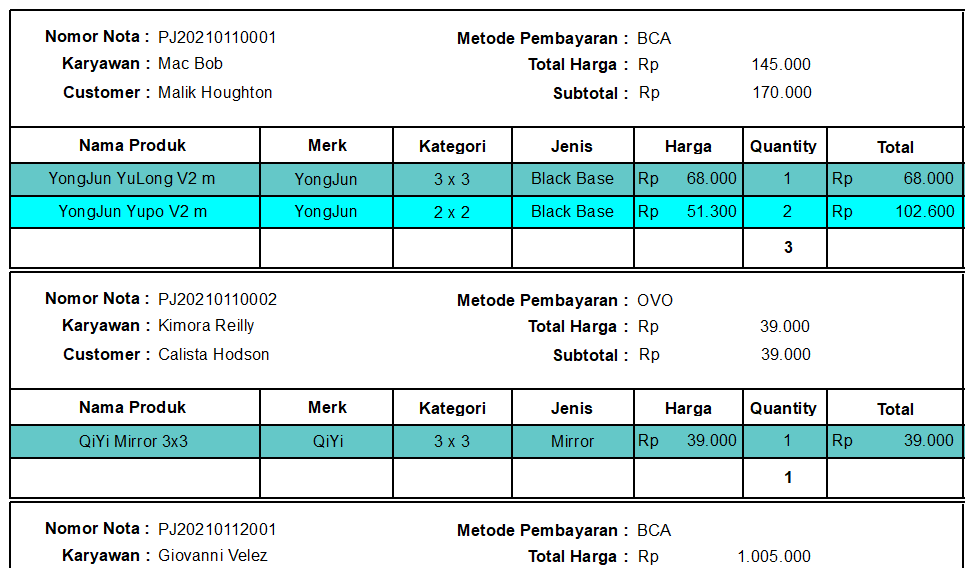 Nomor Nota : PJ20210110001 Metode Pembayaran : BCA
Karyawan : Mac Bob Total Harga : Rp 145.000
Customer : Malik Houghton Subtotal : Rp 170.000
Nama Produk Merk Kategori Jenis Harga Quantity Total
YongJun YuLong V2 m YongJun 3 x 3 Black Base Rp 68.000 1 Rp 68.000
YongJun Yupo V2 m YongJun 2 x 2 Black Base Rp 51.300 2 Rp 102.600
3
Nomor Nota : PJ20210110002 Metode Pembayaran : OVO
Karyawan : Kimora Reilly Total Harga : Rp 39.000
Customer : Calista Hodson Subtotal : Rp 39.000
Nama Produk Merk Kategori Jenis Harga Quantity Total
QiYi Mirror 3x3 QiYi 3 x 3 Mirror Rp 39.000 1 Rp 39.000
1
Nomor Nota : PJ20210112001 Metode Pembayaran : BCA
Karyawan : Giovanni Velez Total Harga : Rp 1.005.000